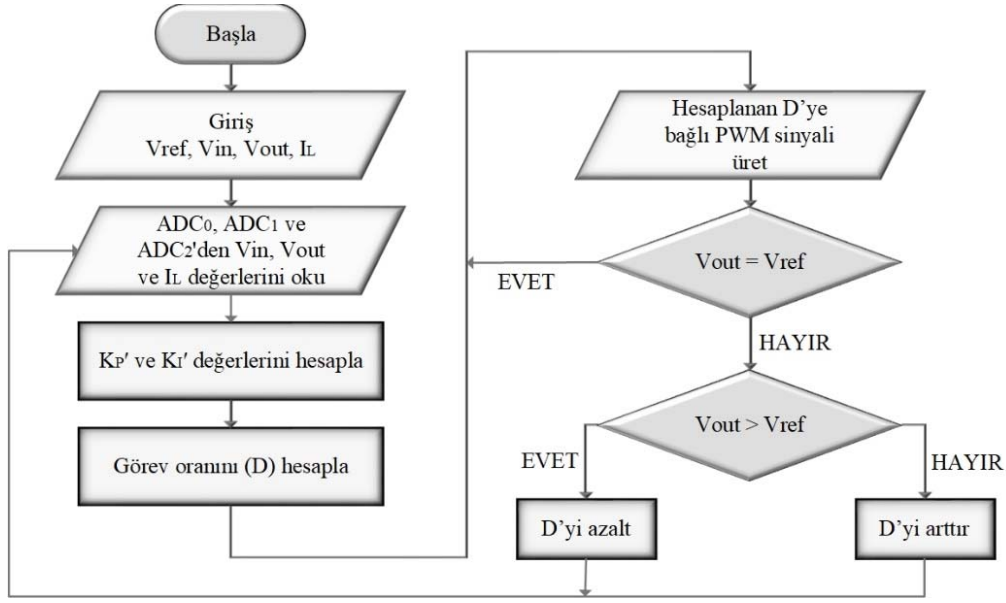 Başla
Giriş
Vref, Vin, Vout, IL
ADC0, ADC1 ve
ADC2'den Vin, Vout
ve IL değerlerini oku
KP' ve KI' değerlerini hesapla
Görev oranını (D) hesapla
Hesaplanan D’ye
bağlı PWM sinyali
üret
Vout = Vref
EVET
HAYIR
Vout > Vref
EVET
HAYIR
D’yi azalt
D’yi arttır